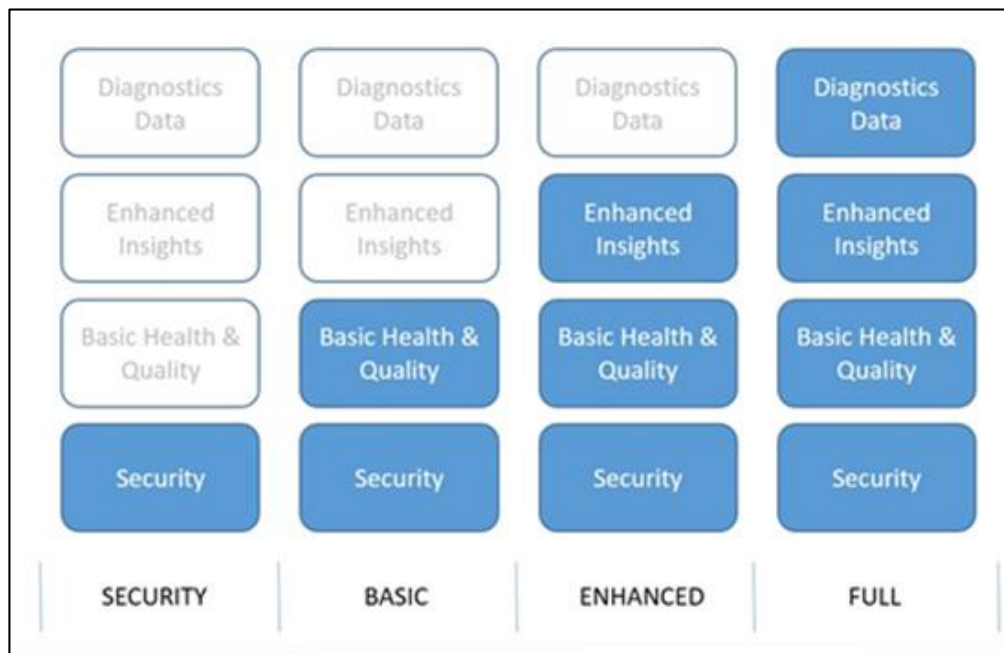 Diagnostics
Data
Diagnostics
Data
Diagnostics
Data
Diagnostics
Data
Enhanced
Insights
Enhanced
Insights
Enhanced
Insights
Enhanced
Insights
Basic Health &
Quality
Basic Health &
Quality
Basic Health &
Quality
Basic Health &
Quality
Security
Security
Security
Security
SECURITY
BASIC
ENHANCED
FULL